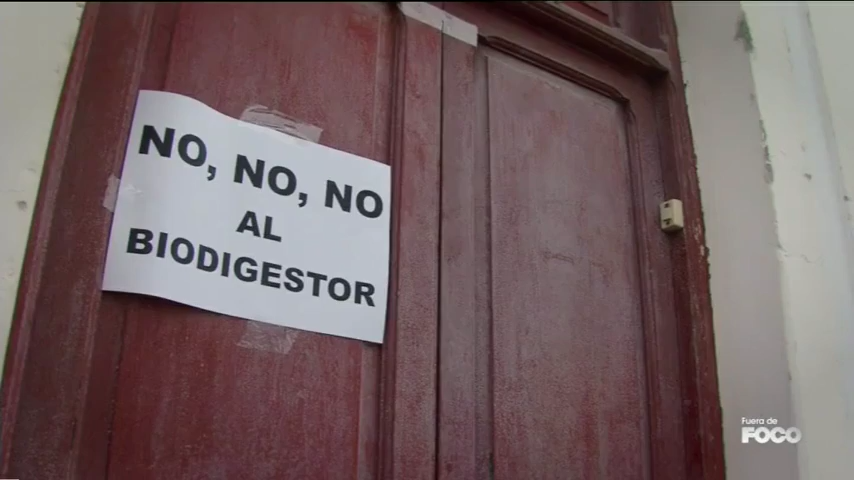 NO, NO, NO
AL
BIODIGESTOR
Fuera de
FOCO